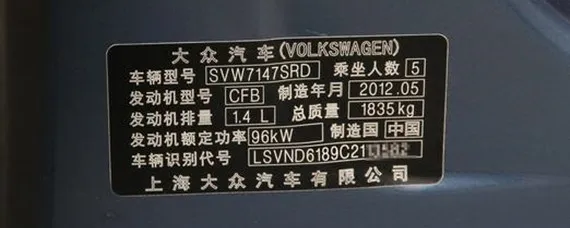 大众汽车(VOLKSWAGEN)
车辆型号 SVW7147SRD 乘坐人数 5
发动机型号 CFB 制造年月 2012.05
发动机排量 1.4 L 总质量 1835kg
发动机额定功率 96kW 制造国 中国
车辆识别代号 LSVND6189C21
上海大众汽车有限公司